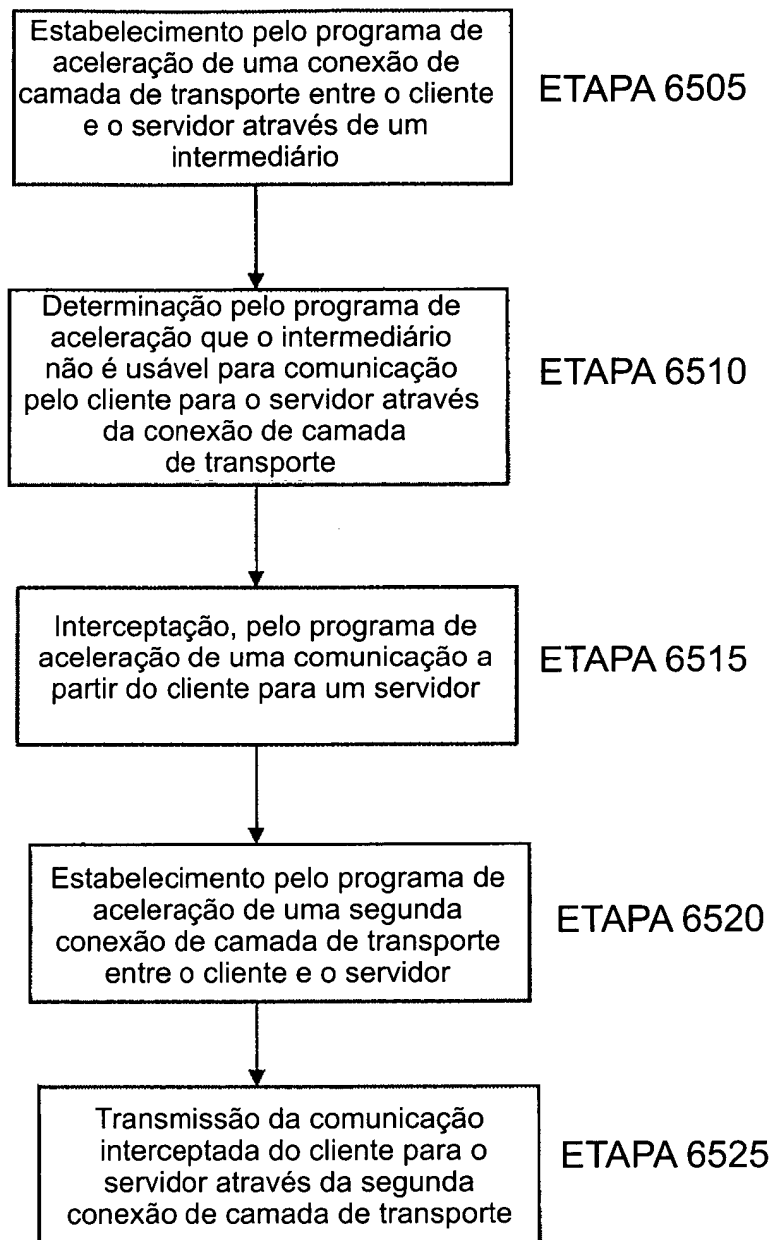 Estabelecimento pelo programa de
aceleração de uma conexão de
camada de transporte entre o cliente
e o servidor através de um
intermediário
ETAPA 6505
Determinação pelo programa de
aceleração que o intermediário
não é usável para comunicação
pelo cliente para o servidor através
da conexão de camada
de transporte
ETAPA 6510
Interceptação, pelo programa de
aceleração de uma comunicação a
partir do cliente para um servidor
ETAPA 6515
Estabelecimento pelo programa de
aceleração de uma segunda
conexão de camada de transporte
entre o cliente e o servidor
ETAPA 6520
Transmissão da comunicação
interceptada do cliente para o
servidor através da segunda
conexão de camada de transporte
ETAPA 6525